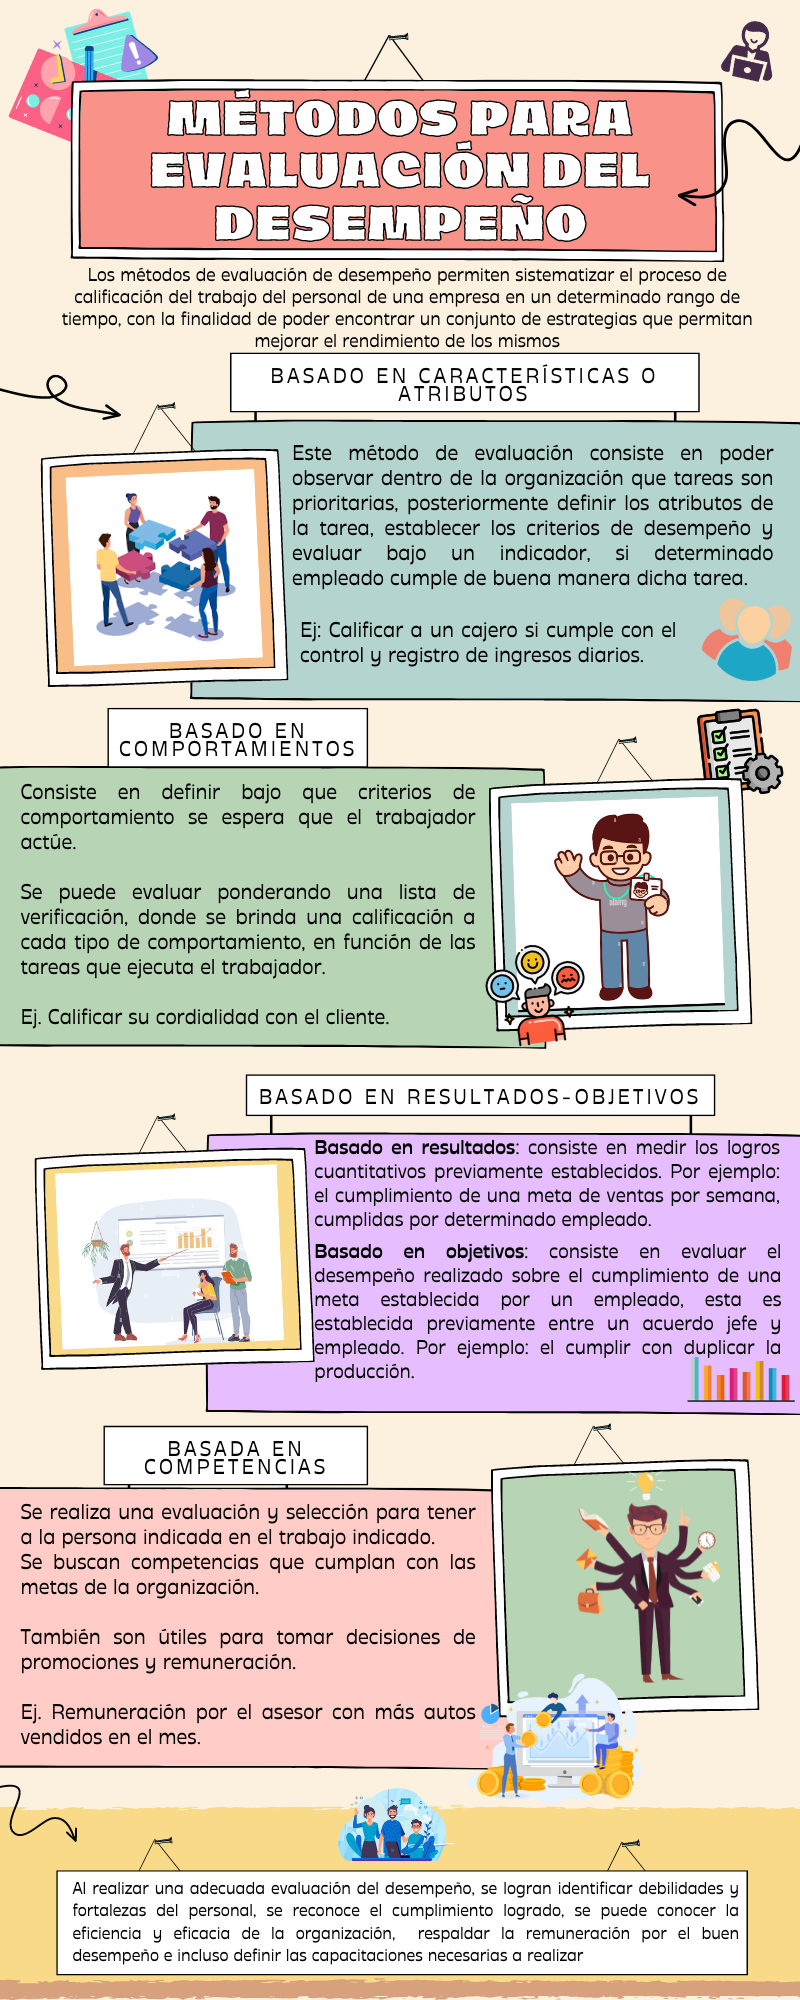 MÉTODOS PARA
EVALUACIÓN DEL
DESEMPEÑO
Los métodos de evaluación de desempeño permiten sistematizar el proceso de
calificación del trabajo del personal de una empresa en un determinado rango de
tiempo, con la finalidad de poder encontrar un conjunto de estrategias que permitan
mejorar el rendimiento de los mismos
BASADO EN CARACTERÍSTICAS O
ATRIBUTOS
Este método de evaluación consiste en poder
observar dentro de la organización que tareas son
prioritarias, posteriormente definir los atributos de
la tarea, establecer los criterios de desempeño y
evaluar bajo un indicador, si determinado
empleado cumple de buena manera dicha tarea.
Ej: Calificar a un cajero si cumple con el
control y registro de ingresos diarios.
BASADO EN
COMPORTAMIENTOS
Consiste en definir bajo que criterios de
comportamiento se espera que el trabajador
actúe.
Se puede evaluar ponderando una lista de
verificación, donde se brinda una calificación a
cada tipo de comportamiento, en función de las
tareas que ejecuta el trabajador.
Ej. Calificar su cordialidad con el cliente.
alamy
BASADO EN RESULTADOS-OBJETIVOS
Basado en resultados: consiste en medir los logros
cuantitativos previamente establecidos. Por ejemplo:
el cumplimiento de una meta de ventas por semana,
cumplidas por determinado empleado.
Basado en objetivos: consiste en evaluar el
desempeño realizado sobre el cumplimiento de una
meta establecida por un empleado, esta es
establecida previamente entre un acuerdo jefe y
empleado. Por ejemplo: el cumplir con duplicar la
producción.
BASADA EN
COMPETENCIAS
Se realiza una evaluación y selección para tener
a la persona indicada en el trabajo indicado.
Se buscan competencias que cumplan con las
metas de la organización.
También son útiles para tomar decisiones de
promociones y remuneración.
Ej. Remuneración por el asesor con más autos
vendidos en el mes.
Al realizar una adecuada evaluación del desempeño, se logran identificar debilidades y
fortalezas del personal, se reconoce el cumplimiento logrado, se puede conocer la
eficiencia y eficacia de la organización, respaldar la remuneración por el buen
desempeño e incluso definir las capacitaciones necesarias a realizar